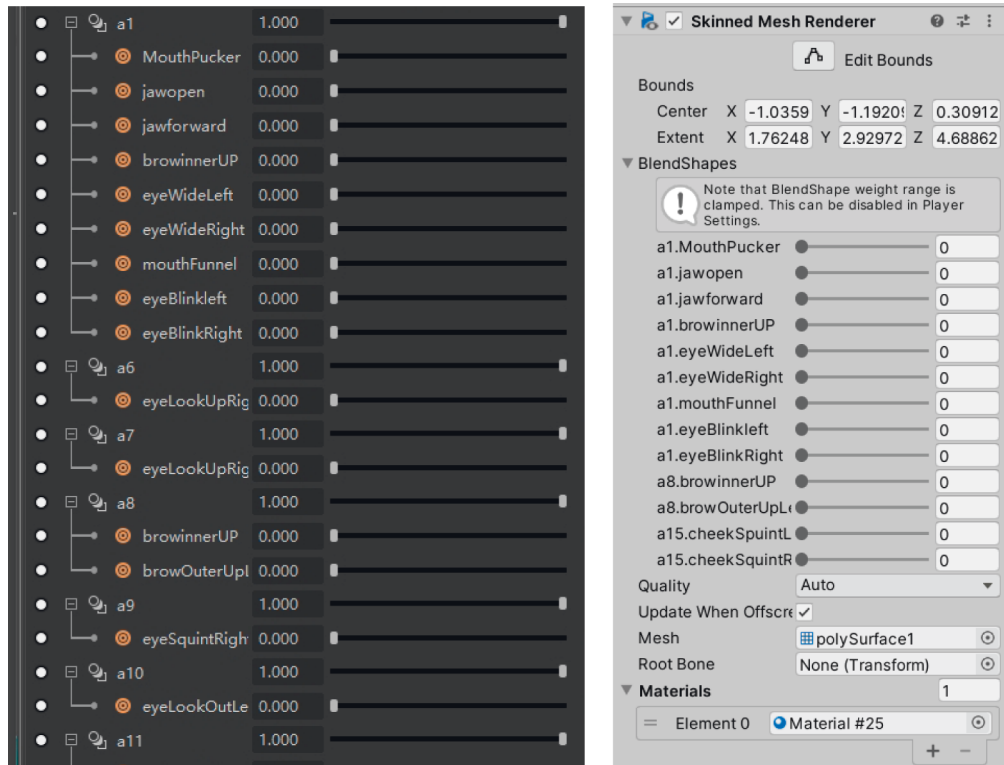 a1 1.000
MouthPucker 0.000
jawopen 0.000
jawforward 0.000
browinnerUP 0.000
eyeWideLeft 0.000
eyeWideRight 0.000
mouthFunnel 0.000
eyeBlinkleft 0.000
eyeBlinkRight 0.000
a6 1.000
eyeLookUpRig 0.000
a7 1.000
eyeLookUpRig 0.000
a8 1.000
browinnerUP 0.000
browOuterUpl 0.000
a9 1.000
eyeSquintRigh 0.000
a10 1.000
eyeLookOutLe 0.000
a11 1.000
Skinned Mesh Renderer
Edit Bounds
Bounds
Center X -1.0359 Y -1.1920 Z 0.30912
Extent X 1.76248 Y 2.92972 Z 4.68862
BlendShapes
Note that BlendShape weight range is
clamped. This can be disabled in Player
Settings.
a1.MouthPucker 0
a1.jawopen 0
a1.jawforward 0
a1.browinnerUP 0
a1.eyeWideLeft 0
a1.eyeWideRight 0
a1.mouthFunnel 0
a1.eyeBlinkleft 0
a1.eyeBlinkRight 0
a8.browinnerUP 0
a8.browOuterUpLe 0
a15.cheekSpuintL 0
a15.cheekSquintR 0
Quality Auto
Update When Offscre
Mesh polySurface1
Root Bone None (Transform)
Materials 1
Element 0 Material #25